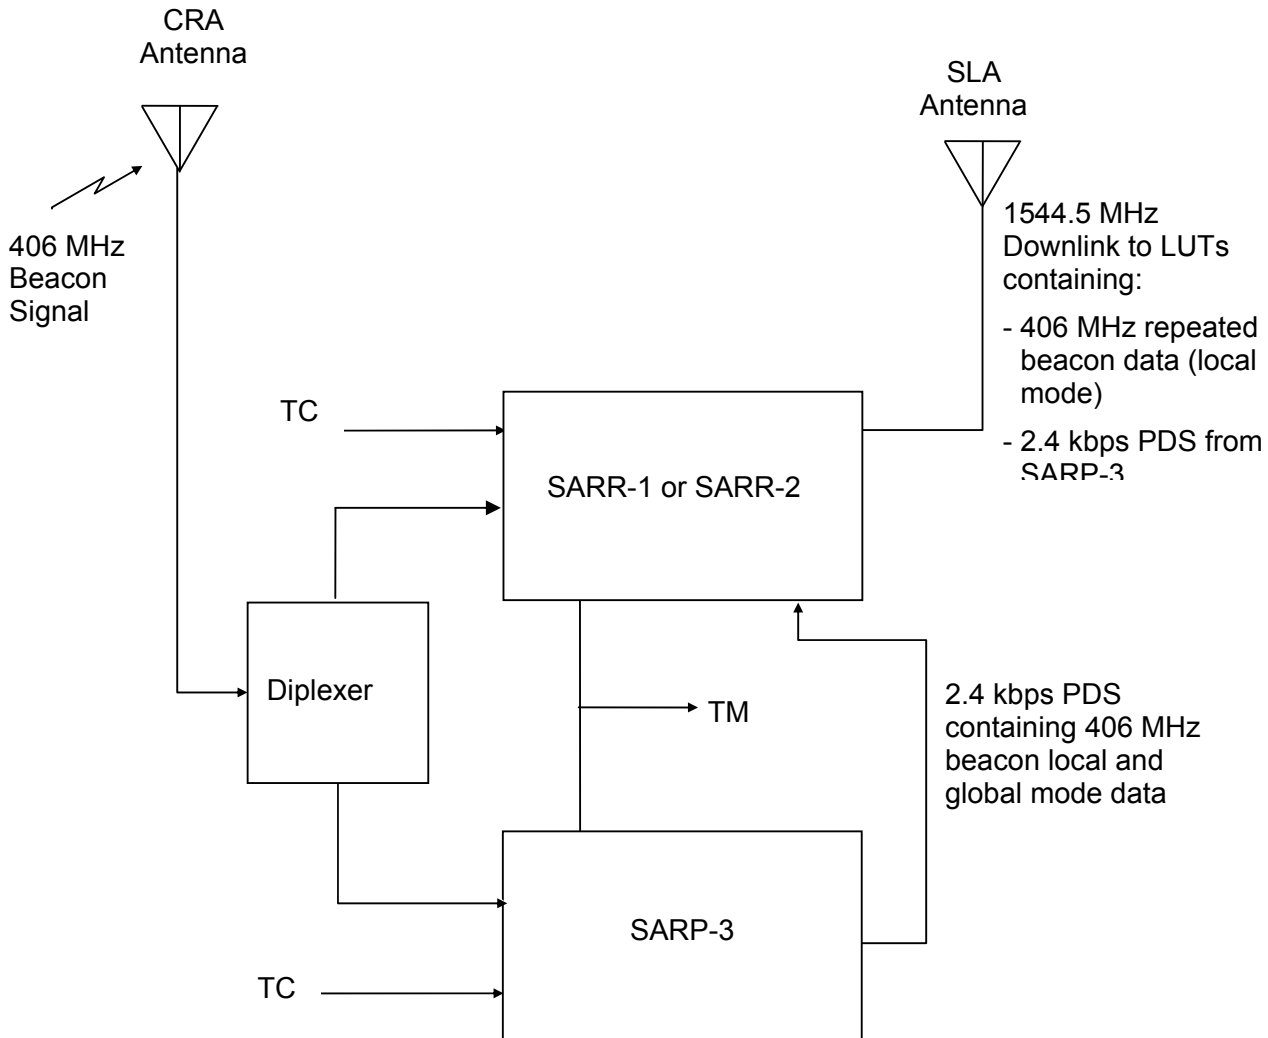 CRA
Antenna
SLA
Antenna
406 MHz
Beacon
Signal
1544.5 MHz
Downlink to LUTs
containing:
- 406 MHz repeated
beacon data (local
mode)
- 2.4 kbps PDS from
SARP-3
TC
SARR-1 or SARR-2
Diplexer
TM
2.4 kbps PDS
containing 406 MHz
beacon local and
global mode data
SARP-3
TC